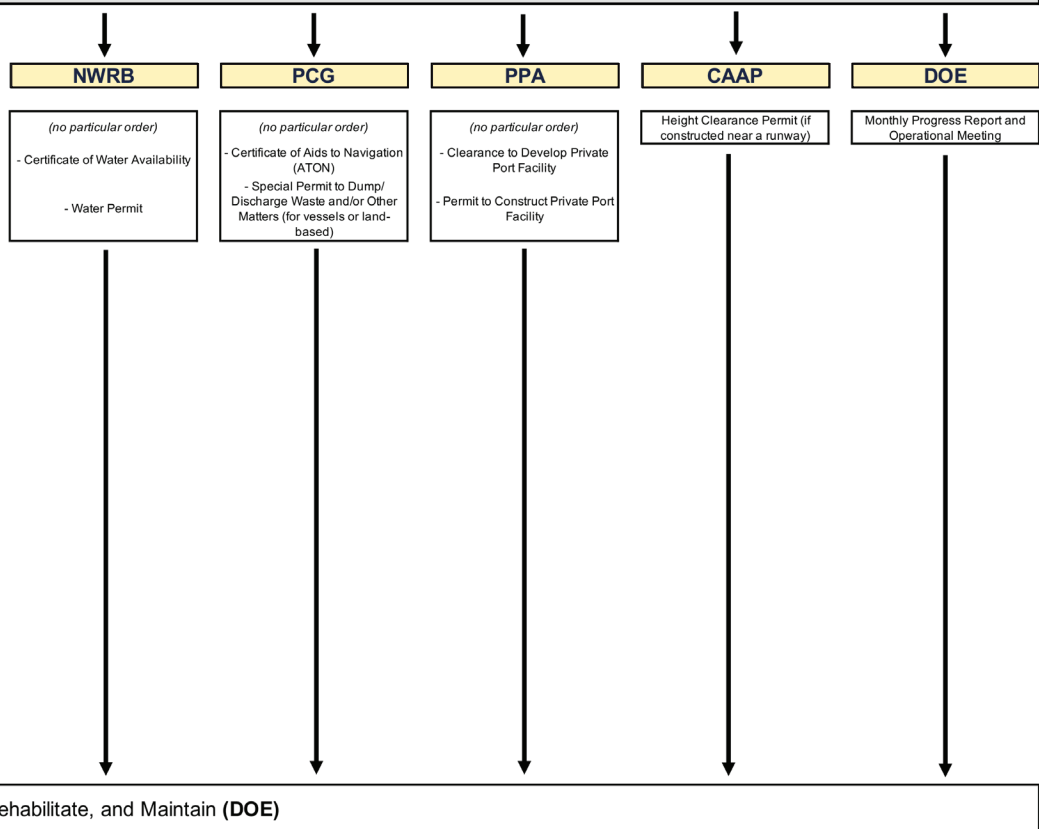 NWRB
PCG
PPA
CAAP
DOE
(no particular order)
- Certificate of Water Availability
- Water Permit
(no particular order)
- Certificate of Aids to Navigation
(ATON)
- Special Permit to Dump/
Discharge Waste and/or Other
Matters (for vessels or land-
based)
(no particular order)
- Clearance to Develop Private
Port Facility
- Permit to Construct Private Port
Facility
Height Clearance Permit (if
constructed near a runway)
Monthly Progress Report and
Operational Meeting
ehabilitate, and Maintain (DOE)